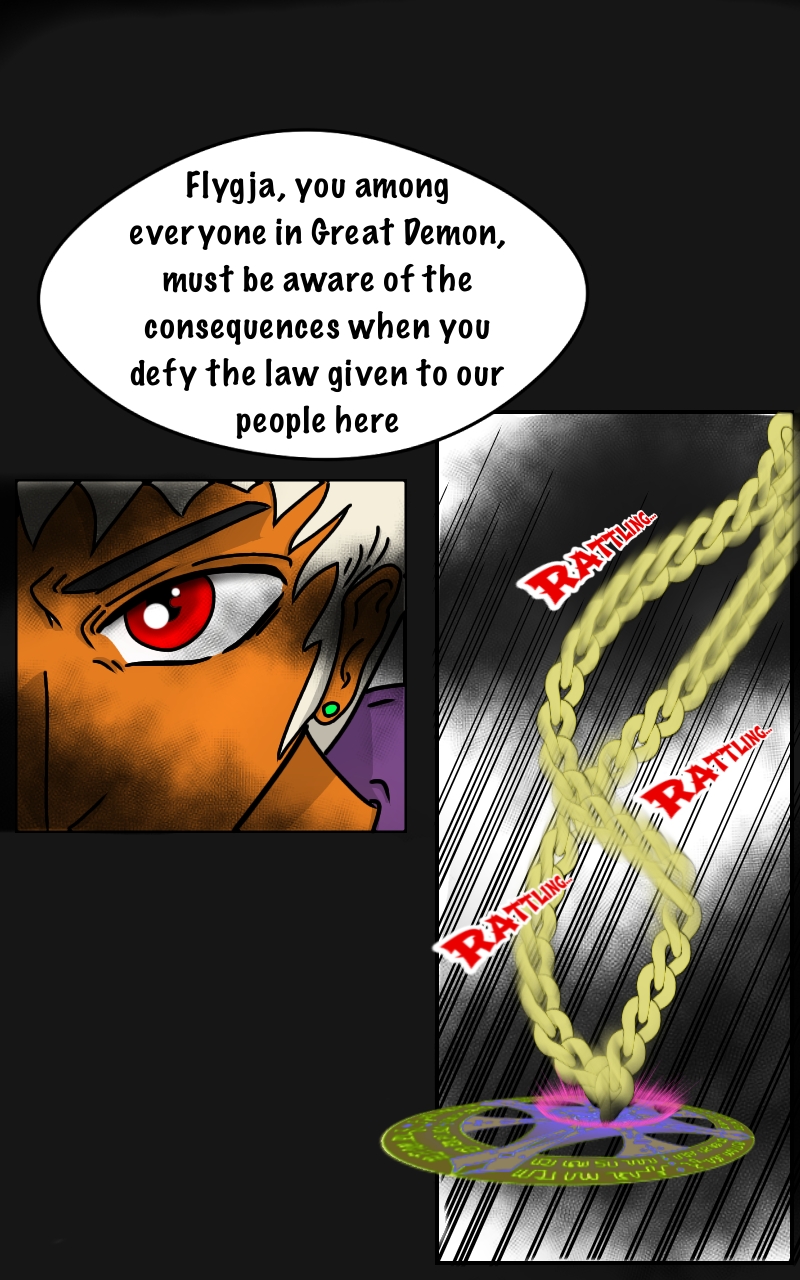 Flygja, you among
everyone in Great Demon,
must be aware of the
consequences when you
defy the law given to our
people here
RATTLING...
RATTLING...
RATTLING...